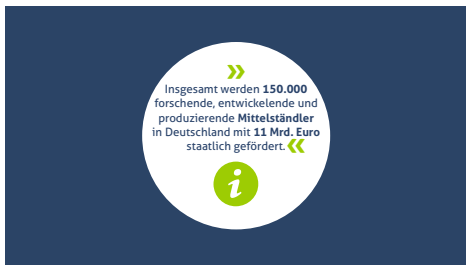 »
Insgesamt werden 150.000
forschende, entwickelende und
produzierende Mittelständler
in Deutschland mit 11 Mrd. Euro
staatlich gefördert. «
i